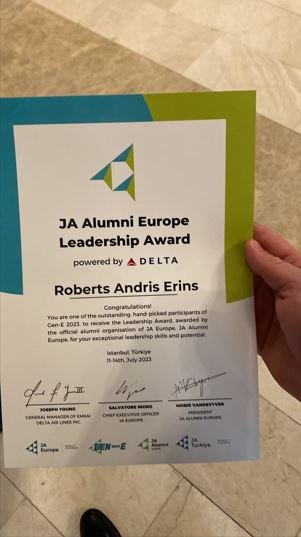 JA Alumni Europe
Leadership Award
powered by DELTA
Roberts Andris Erins
Congratulations!
You are one of the outstanding, hand-picked participants of
Gen-E 2023, to receive the Leadership Award, awarded by
the official alumni organisation of JA Europe, JA Alumni
Europe, for your exceptional leadership skills and potential.
Istanbul, Türkiye
11-14th, July 2023
JOSEPH YOUNG
GENERAL MANAGER OF EMEAI
DELTA AIR LINES INC
SALVATORE NIGRO
CHIEF EXECUTIVE OFFICER
JA EUROPE
MORIE VANDEVYVER
PRESIDENT
JA ALUMNI EUROPE
JA
Europe
GEN-E
JA
Alumni
Europe
JA
Türkiye